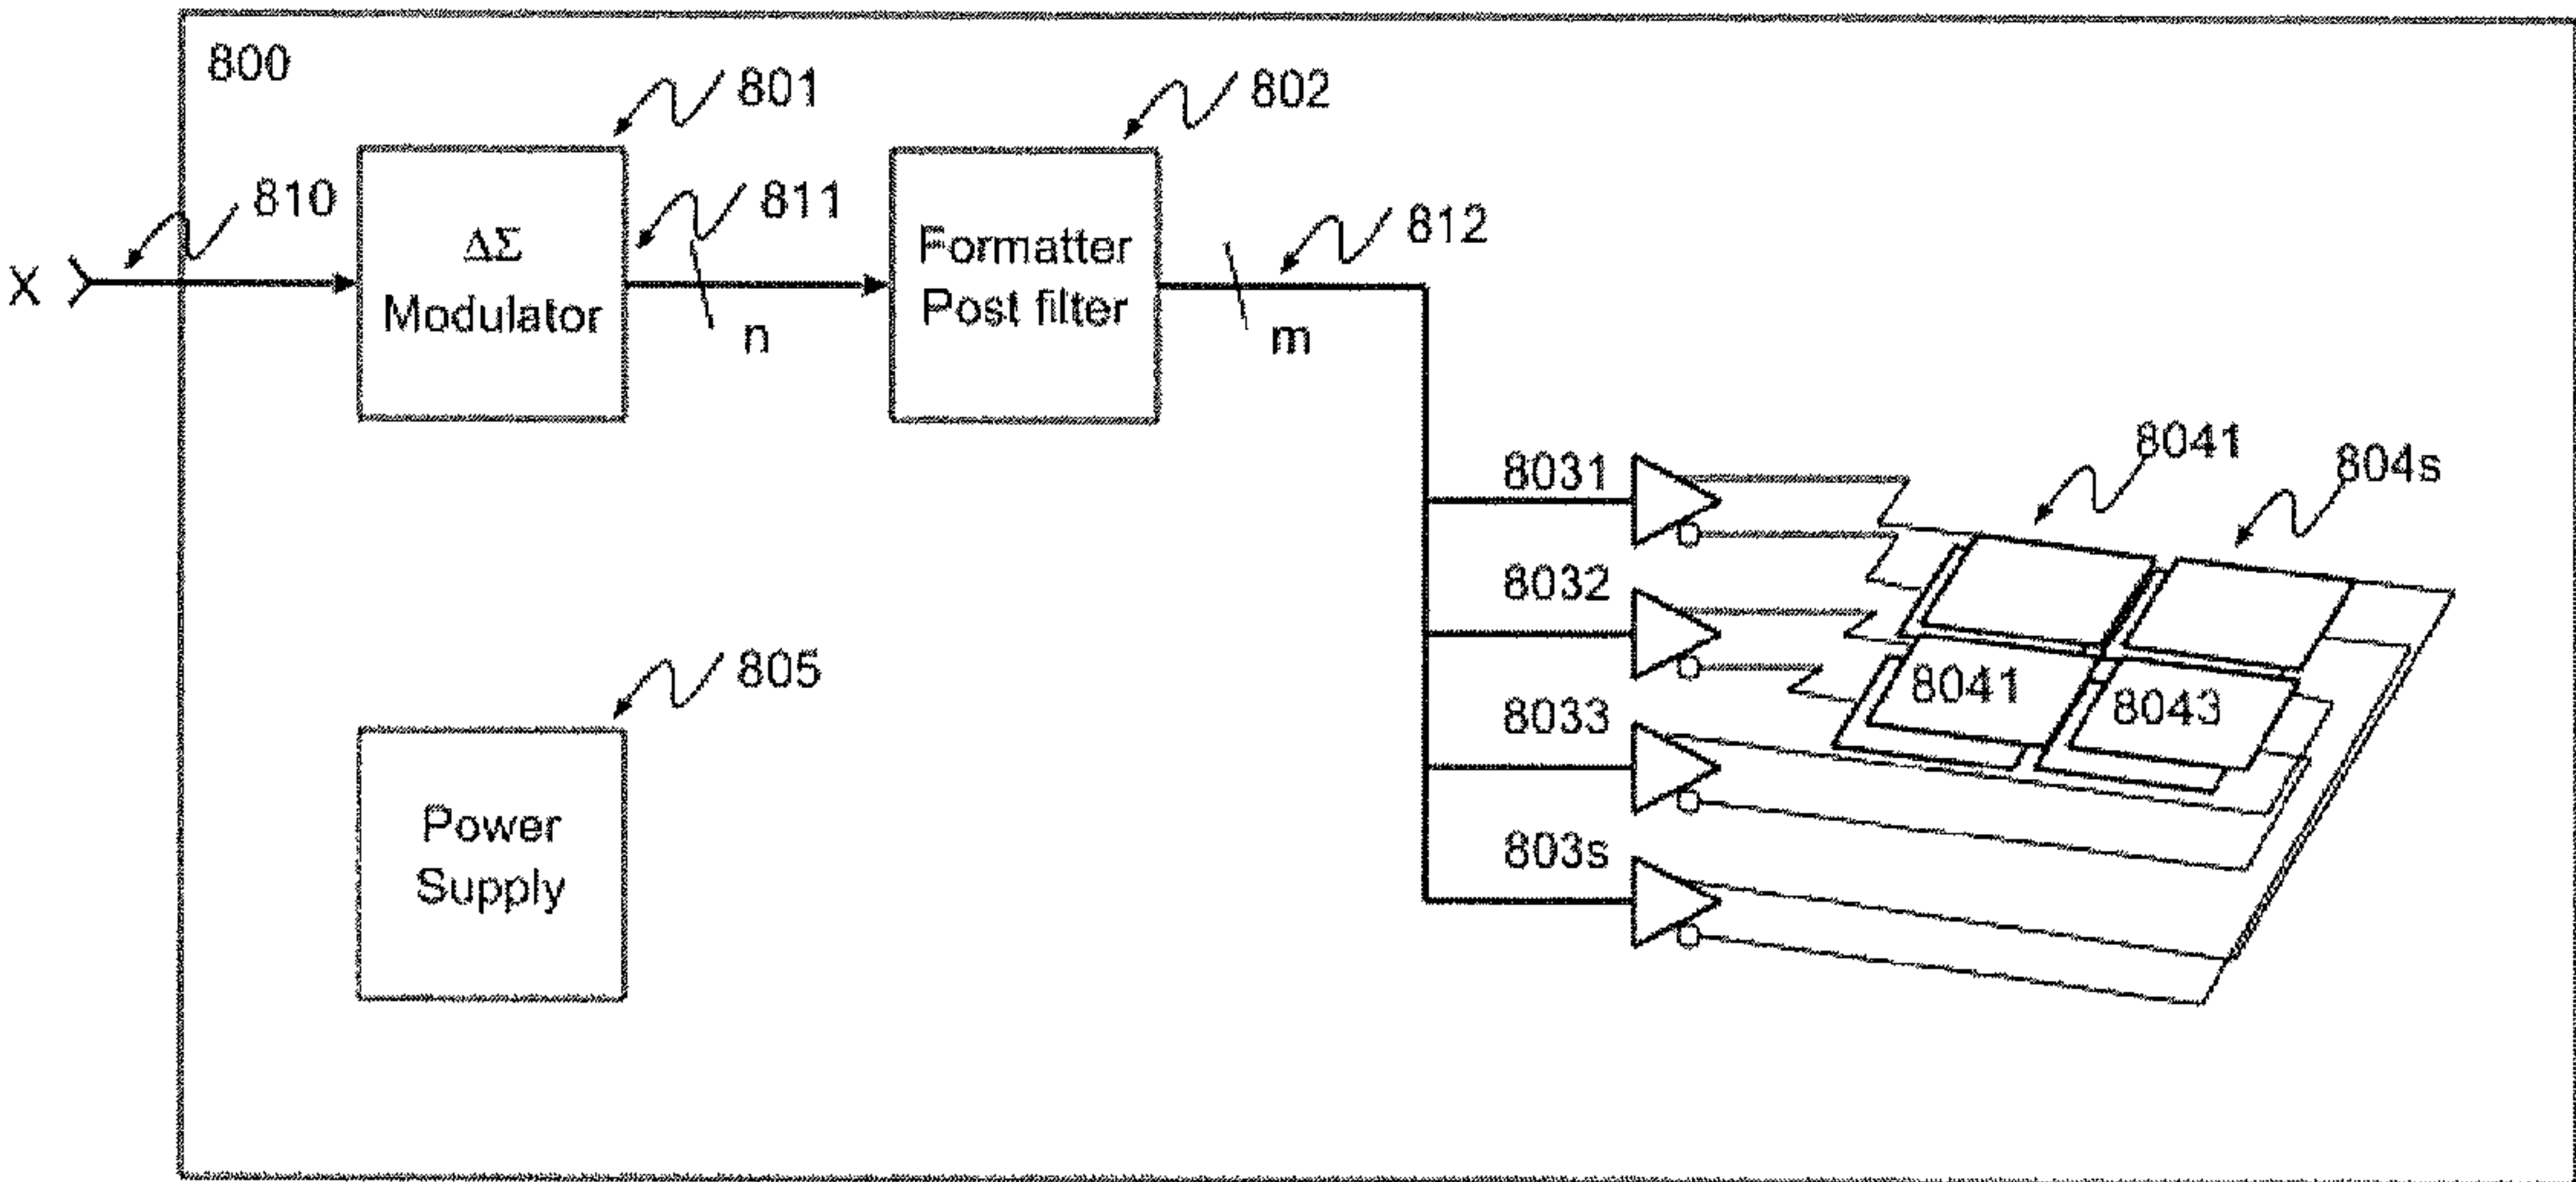 800
801
802
810
811
812
X
ΔΣ
Modulator
n
Formatter
Post filter
m
8031
8032
8033
803s
8041
804s
8041
8043
805
Power
Supply